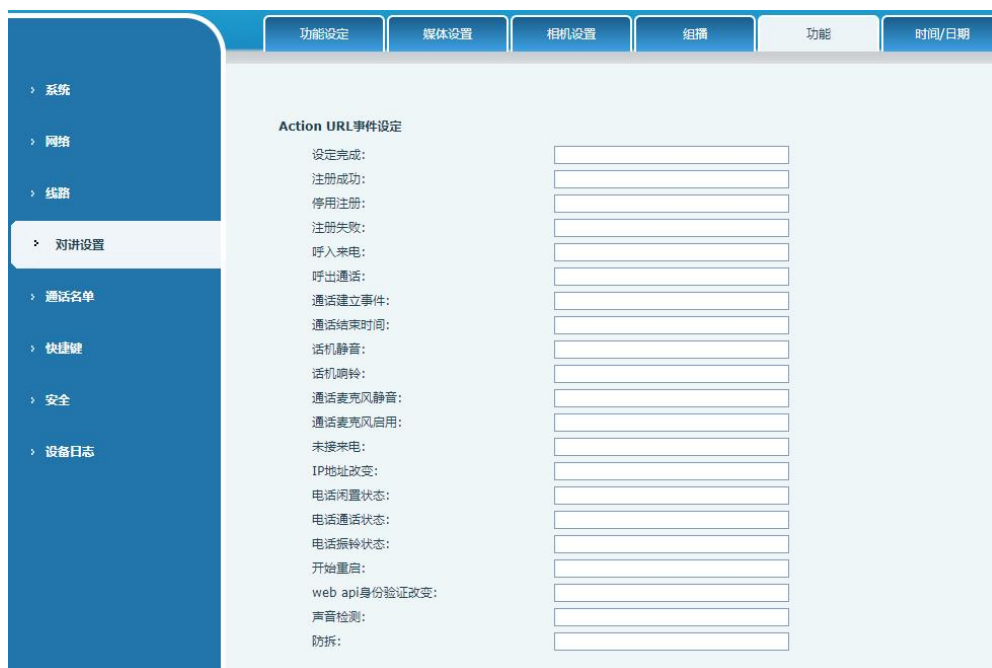 功能设定 媒体设置 相机设置 组播 功能 时间/日期
系统
网络
线路
对讲设置
通话名单
快捷键
安全
设备日志
Action URL事件设定
设定完成:
注册成功:
停用注册:
注册失败:
呼入来电:
呼出通话:
通话建立事件:
通话结束时间:
话机静音:
话机响铃:
通话麦克风静音:
通话麦克风启用:
未接来电:
IP地址改变:
电话闲置状态:
电话通话状态:
电话振铃状态:
开始重启:
web api身份验证改变:
声音检测:
防拆: